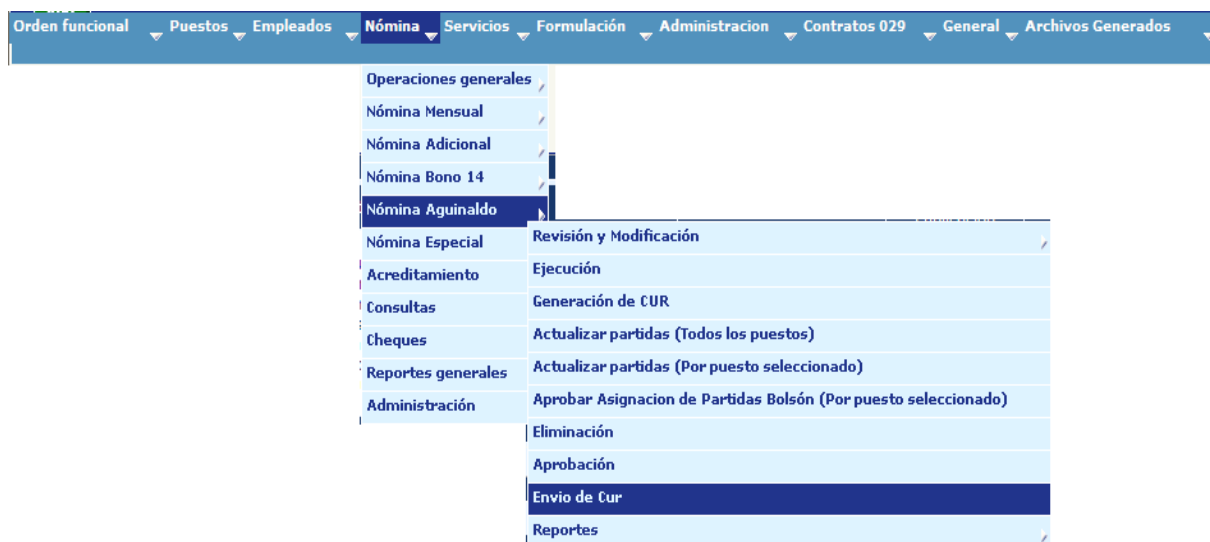 Orden funcional Puestos Empleados Nómina Servicios Formulación Administracion Contratos 029 General Archivos Generados
Operaciones generales
Nómina Mensual
Nómina Adicional
Nómina Bono 14
Nómina Aguinaldo
Nómina Especial
Acreditamiento
Consultas
Cheques
Reportes generales
Administración
Revisión y Modificación
Ejecución
Generación de CUR
Actualizar partidas (Todos los puestos)
Actualizar partidas (Por puesto seleccionado)
Aprobar Asignacion de Partidas Bolsón (Por puesto seleccionado)
Eliminación
Aprobación
Envio de Cur
Reportes